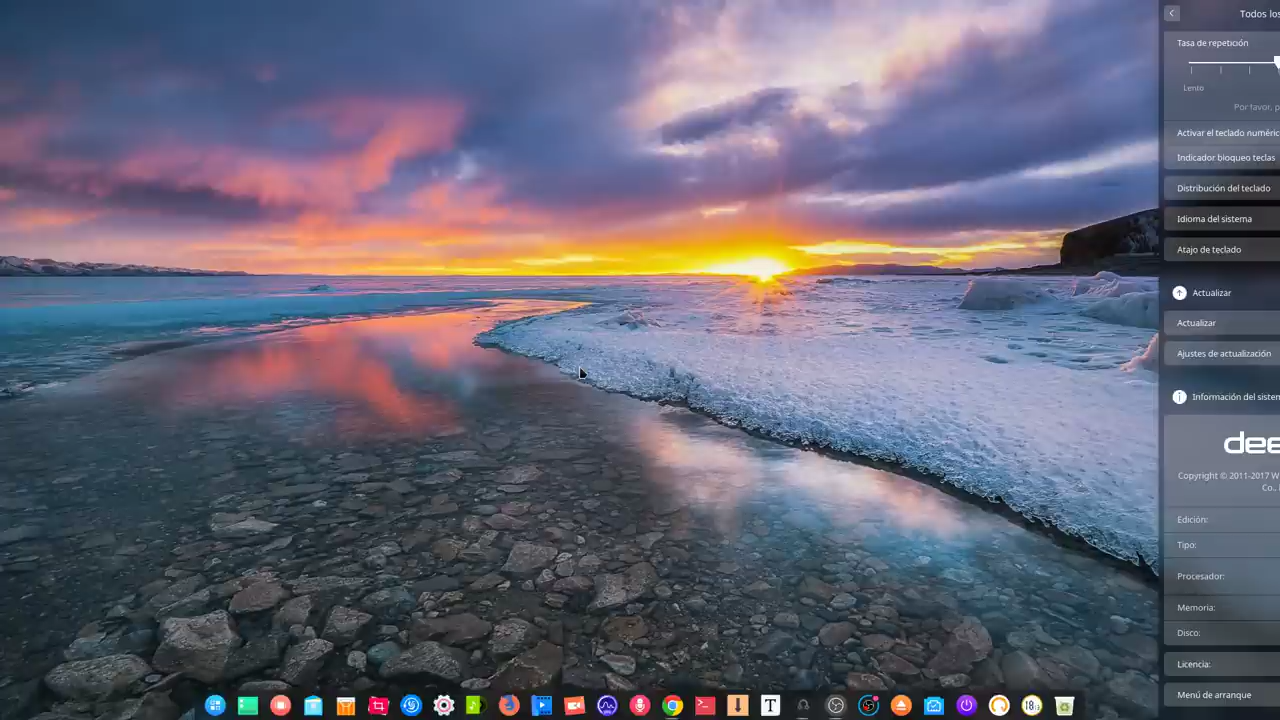 Todos los
Tasa de repetición
Lento
Por favor, p
Activar el teclado numéric
Indicador bloqueo teclas
Distribución del teclado
Idioma del sistema
Atajo de teclado
Actualizar
Actualizar
Ajustes de actualización
Información del sistem
dee
Copyright © 2011-2017 W
Co.,
Edición:
Tipo:
Procesador:
Memoria:
Disco:
Licencia:
Menú de arranque
T
18